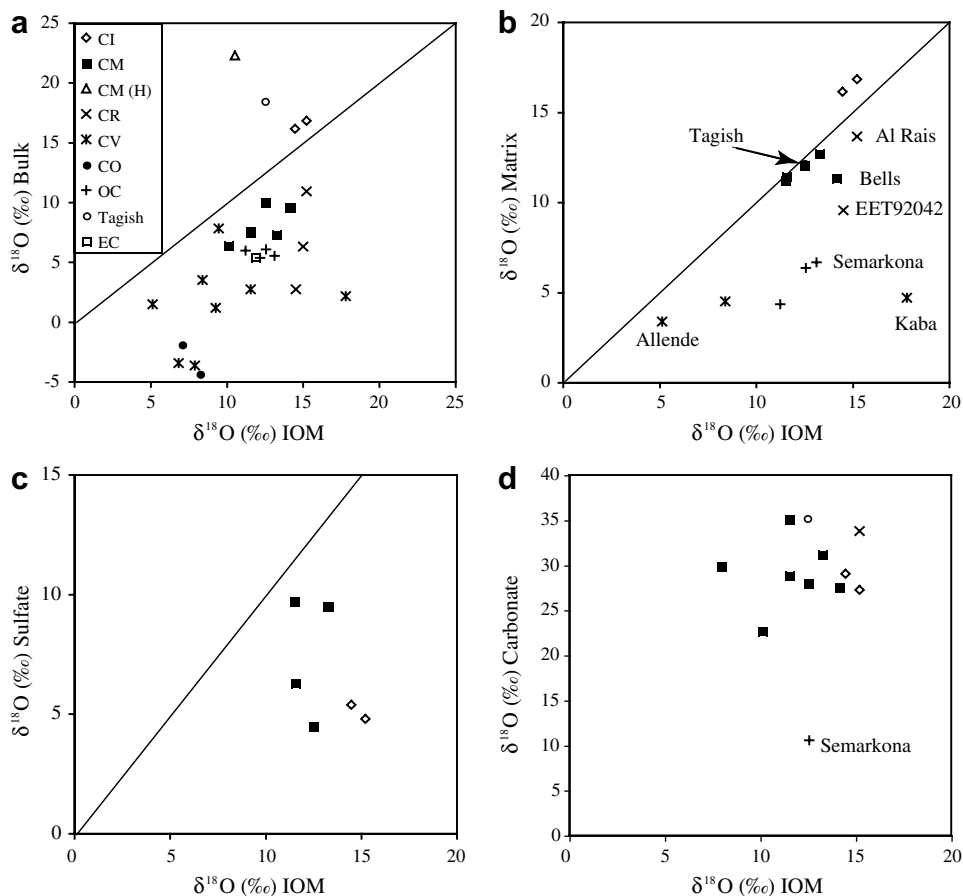 a
25
20
15
10
5
0
-5
δ¹⁸O (‰) Bulk
CI
CM
CM (H)
CR
CV
CO
OC
Tagish
EC
0 5 10 15 20 25
δ¹⁸O (‰) IOM
b
20
15
10
5
0
δ¹⁸O (‰) Matrix
Tagish
Al Rais
Bells
EET92042
Semarkona
Kaba
Allende
0 5 10 15 20
δ¹⁸O (‰) IOM
c
15
10
5
0
δ¹⁸O (‰) Sulfate
0 5 10 15 20
δ¹⁸O (‰) IOM
d
40
35
30
25
20
15
10
5
0
δ¹⁸O (‰) Carbonate
Semarkona
0 5 10 15 20
δ¹⁸O (‰) IOM